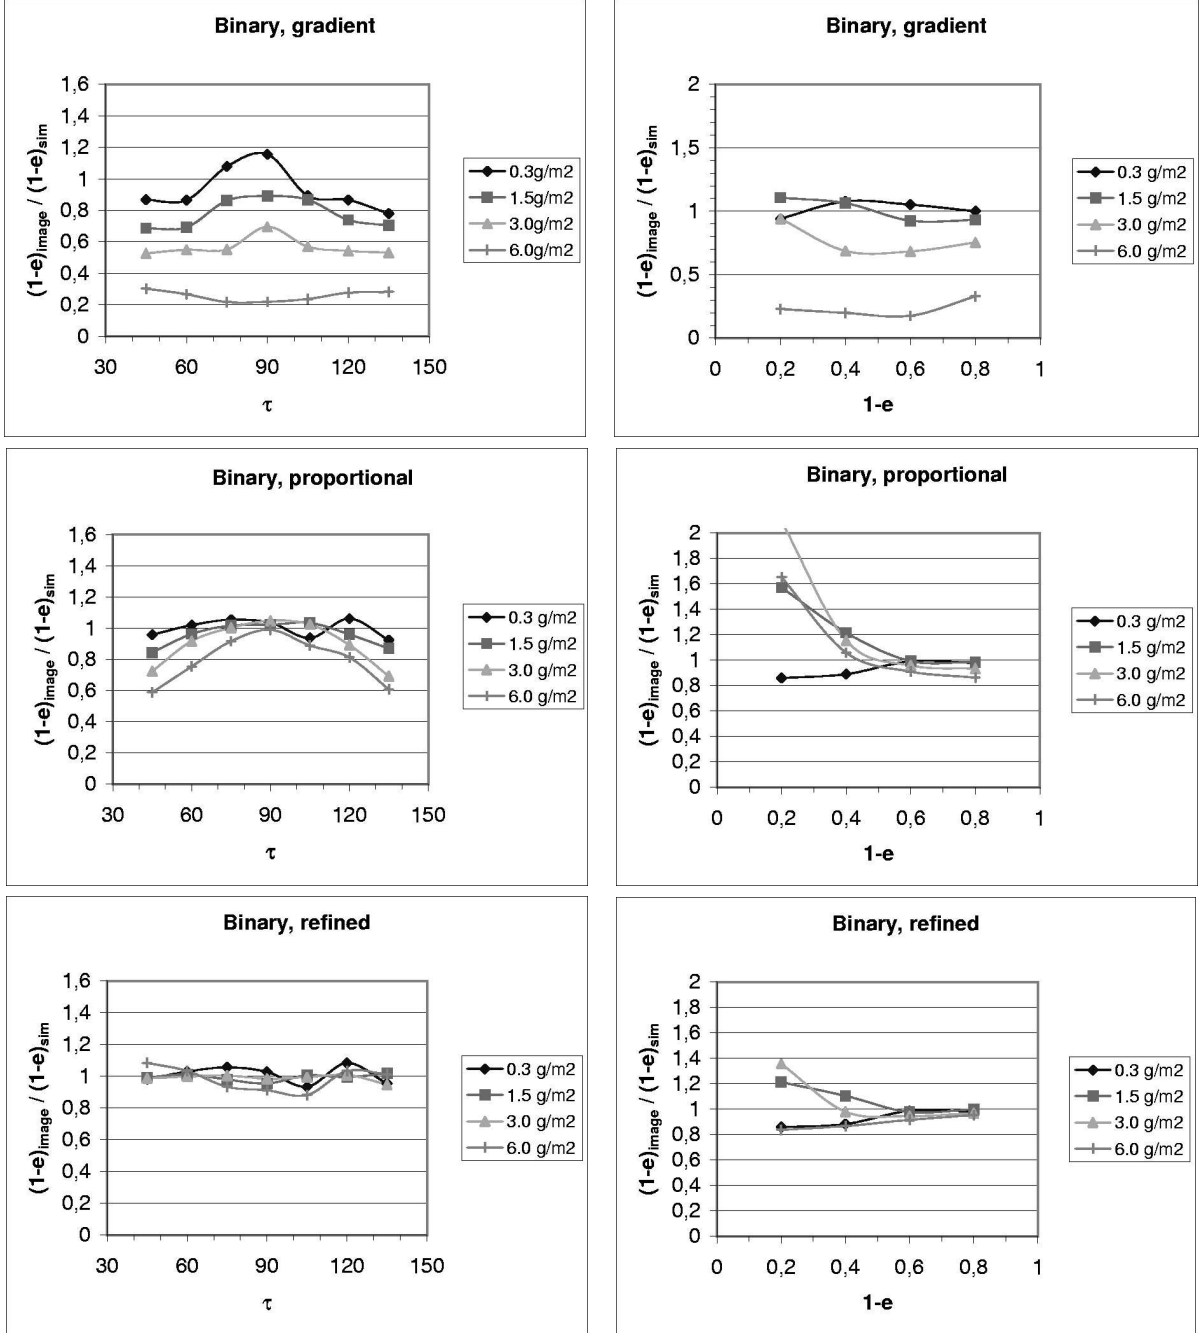 Binary, gradient
(1-e)image / (1-e)sim
1,6
1,4
1,2
1
0,8
0,6
0,4
0,2
0
30 60 90 120 150
τ
0.3g/m2
1.5g/m2
3.0g/m2
6.0g/m2
Binary, gradient
(1-e)image / (1-e)sim
2
1,5
1
0,5
0
0 0,2 0,4 0,6 0,8 1
1-e
0.3 g/m2
1.5 g/m2
3.0 g/m2
6.0 g/m2
Binary, proportional
(1-e)image / (1-e)sim
1,6
1,4
1,2
1
0,8
0,6
0,4
0,2
0
30 60 90 120 150
τ
0.3 g/m2
1.5 g/m2
3.0 g/m2
6.0 g/m2
Binary, proportional
(1-e)image / (1-e)sim
2
1,8
1,6
1,4
1,2
1
0,8
0,6
0,4
0,2
0
0 0,2 0,4 0,6 0,8 1
1-e
0.3 g/m2
1.5 g/m2
3.0 g/m2
6.0 g/m2
Binary, refined
(1-e)image / (1-e)sim
1,6
1,4
1,2
1
0,8
0,6
0,4
0,2
0
30 60 90 120 150
τ
0.3 g/m2
1.5 g/m2
3.0 g/m2
6.0 g/m2
Binary, refined
(1-e)image / (1-e)sim
2
1,8
1,6
1,4
1,2
1
0,8
0,6
0,4
0,2
0
0 0,2 0,4 0,6 0,8 1
1-e
0.3 g/m2
1.5 g/m2
3.0 g/m2
6.0 g/m2